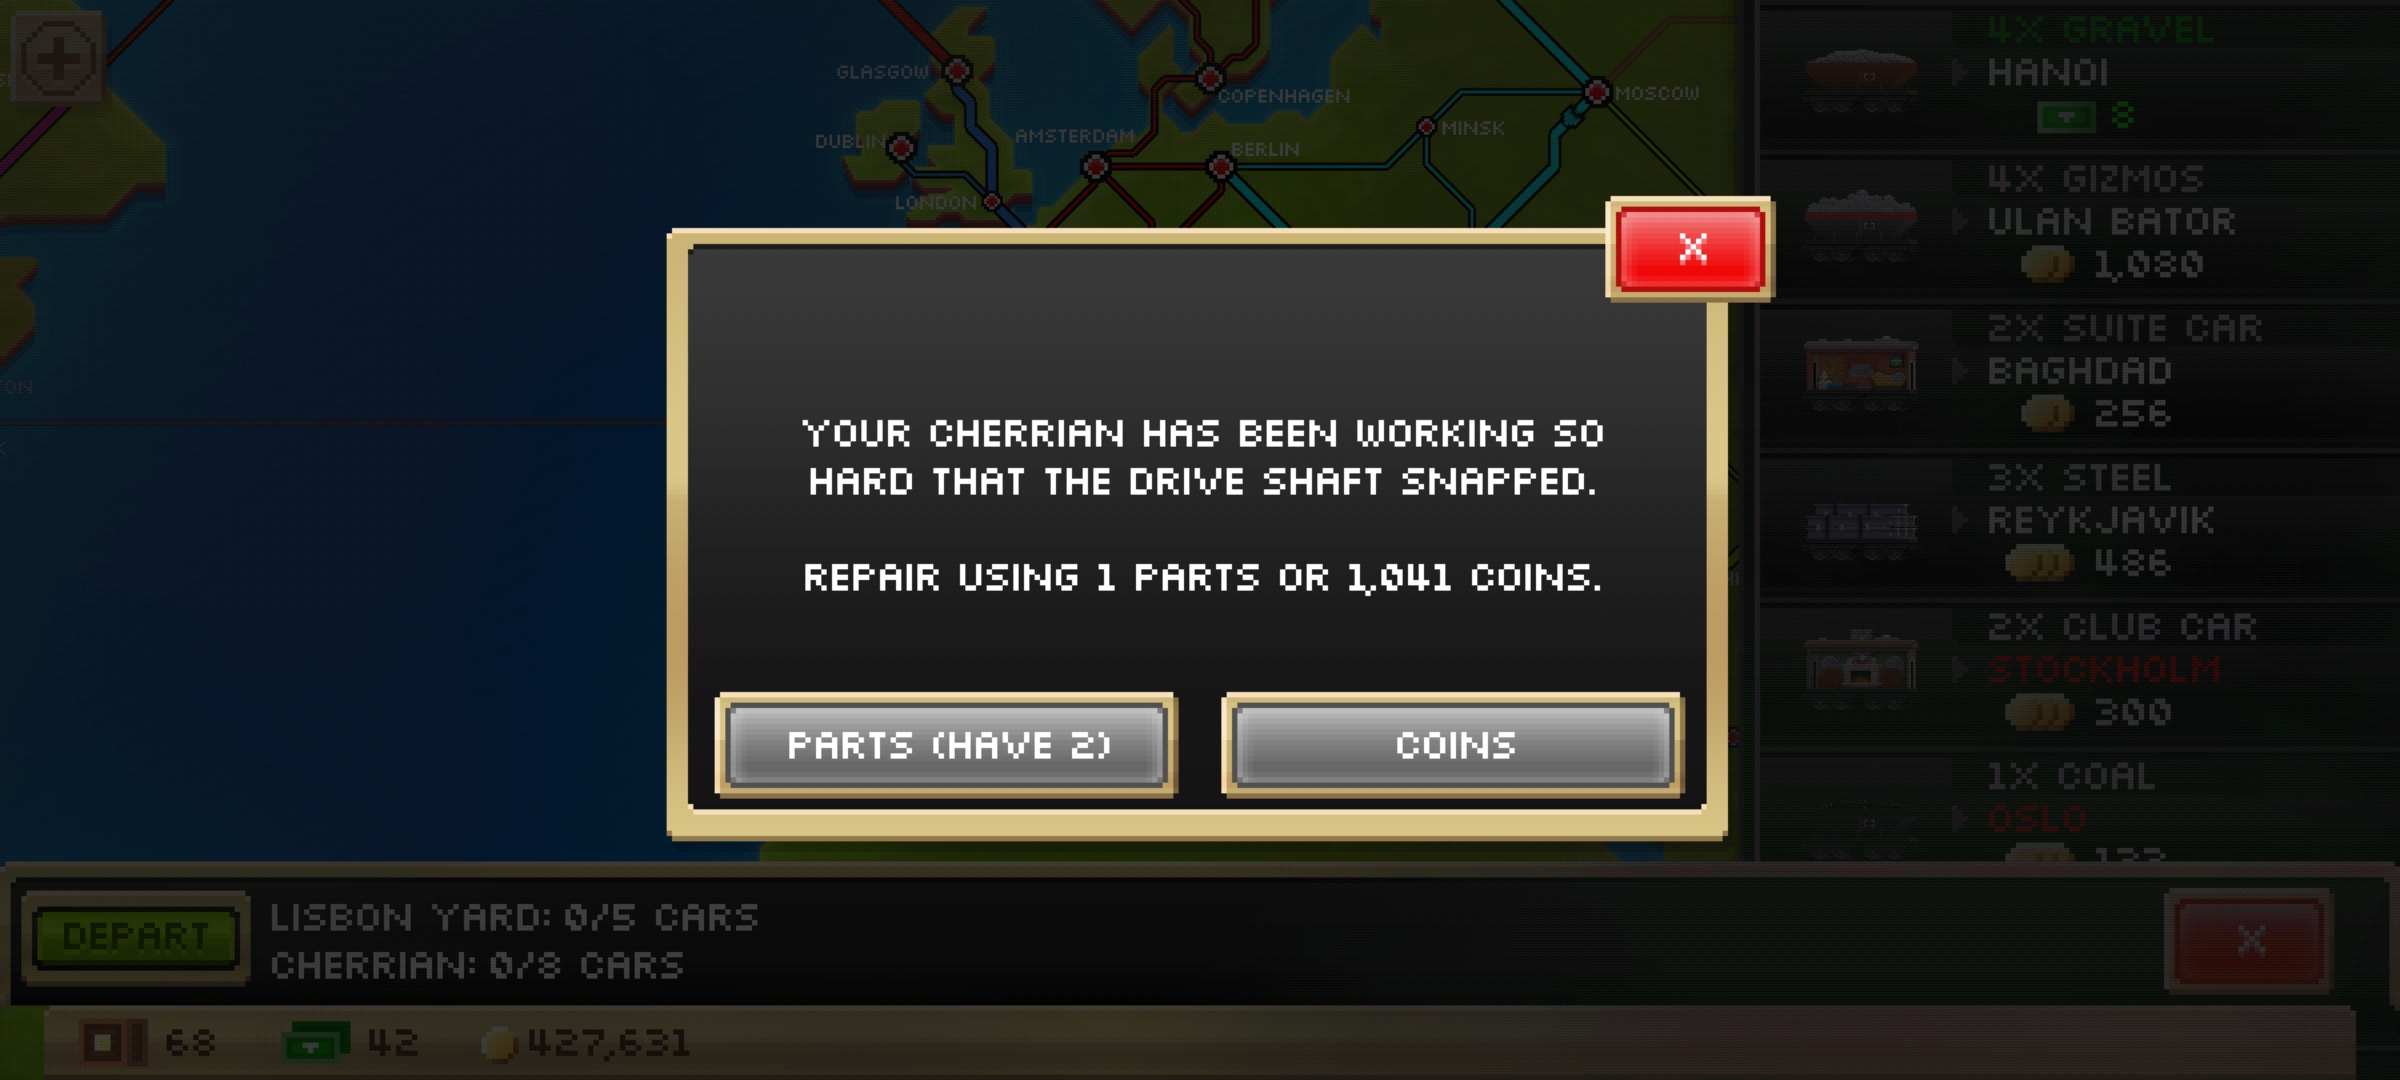 GLASGOW
COPENHAGEN
MOSCOW
DUBLIN
AMSTERDAM
BERLIN
MINSK
LONDON
4X GRAVEL
HANOI
8
4X GIZMOS
ULAN BATOR
1,080
2X SUITE CAR
BAGHDAD
256
3X STEEL
REYKJAVIK
486
2X CLUB CAR
STOCKHOLM
300
1X COAL
OSLO
X
YOUR CHERRIAN HAS BEEN WORKING SO
HARD THAT THE DRIVE SHAFT SNAPPED.
REPAIR USING 1 PARTS OR 1,041 COINS.
PARTS (HAVE 2)
COINS
DEPART
LISBON YARD: 0/5 CARS
CHERRIAN: 0/8 CARS
X
68
42
427,631